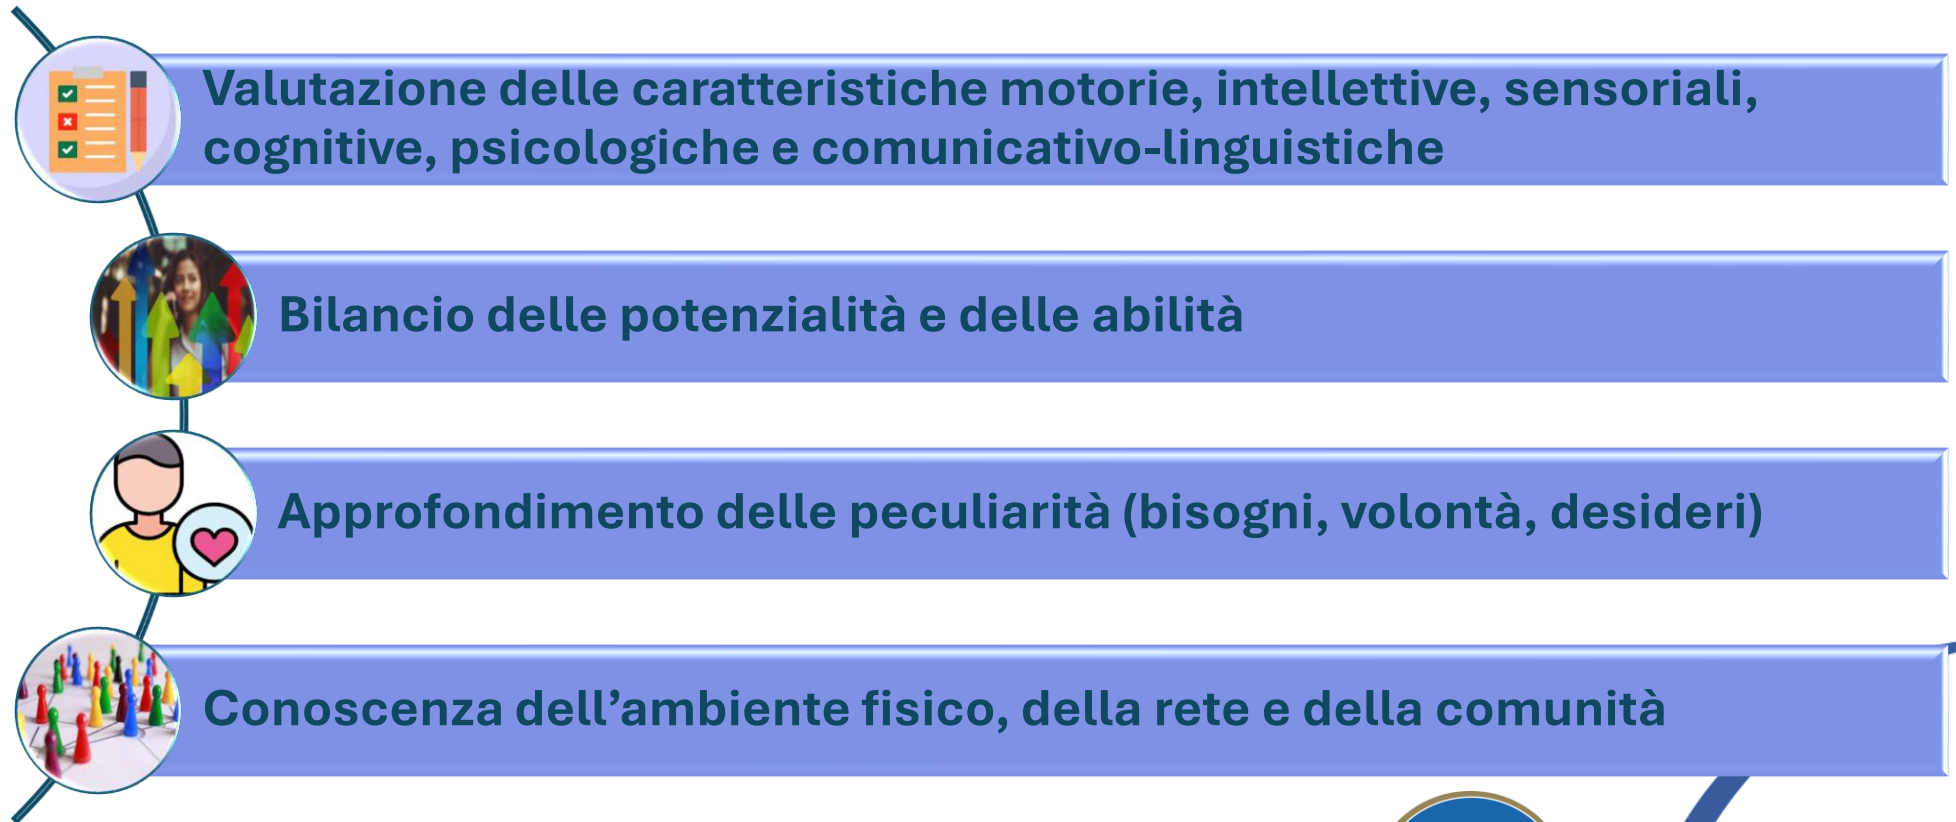 Valutazione delle caratteristiche motorie, intellettive, sensoriali,
cognitive, psicologiche e comunicativo-linguistiche
Bilancio delle potenzialità e delle abilità
Approfondimento delle peculiarità (bisogni, volontà, desideri)
Conoscenza dell’ambiente fisico, della rete e della comunità